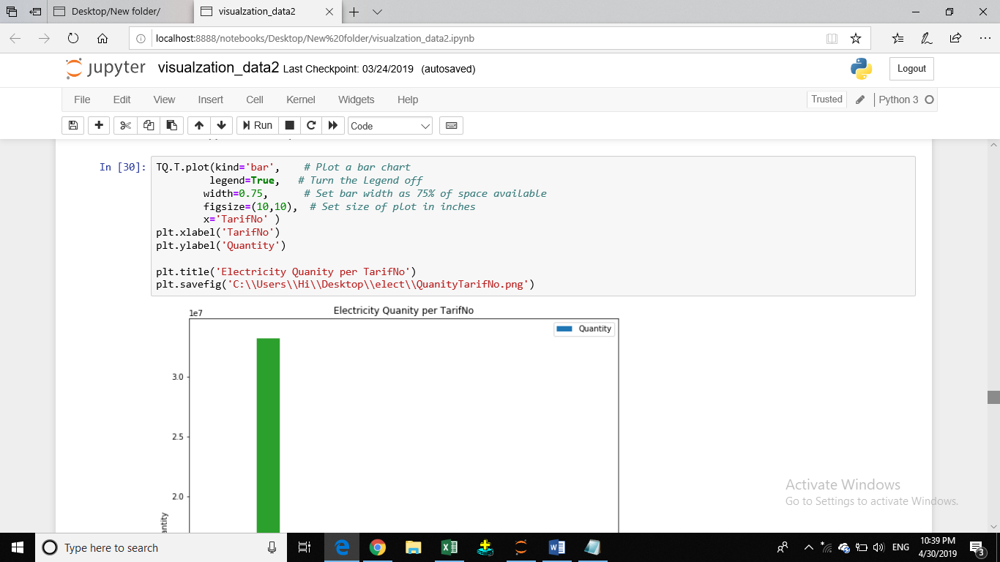 Desktop/New folder/
visualzation_data2
localhost:8888/notebooks/Desktop/New%20folder/visualzation_data2.ipynb
jupyter visualzation_data2 Last Checkpoint: 03/24/2019 (autosaved)
Logout
File Edit View Insert Cell Kernel Widgets Help
Trusted
Python 3
Run
Code
In [30]: TQ.T.plot(kind='bar', # Plot a bar chart
legend=True, # Turn the Legend off
width=0.75, # Set bar width as 75% of space available
figsize=(10,10), # Set size of plot in inches
x='TarifNo' )
plt.xlabel('TarifNo')
plt.ylabel('Quantity')
plt.title('Electricity Quanity per TarifNo')
plt.savefig('C:\\Users\\Hi\\Desktop\\elect\\QuanityTarifNo.png')
Electricity Quanity per TarifNo
1e7
Quantity
3.0
2.5
2.0
Activate Windows
Go to Settings to activate Windows.
Type here to search
ENG
10:39 PM
4/30/2019
3